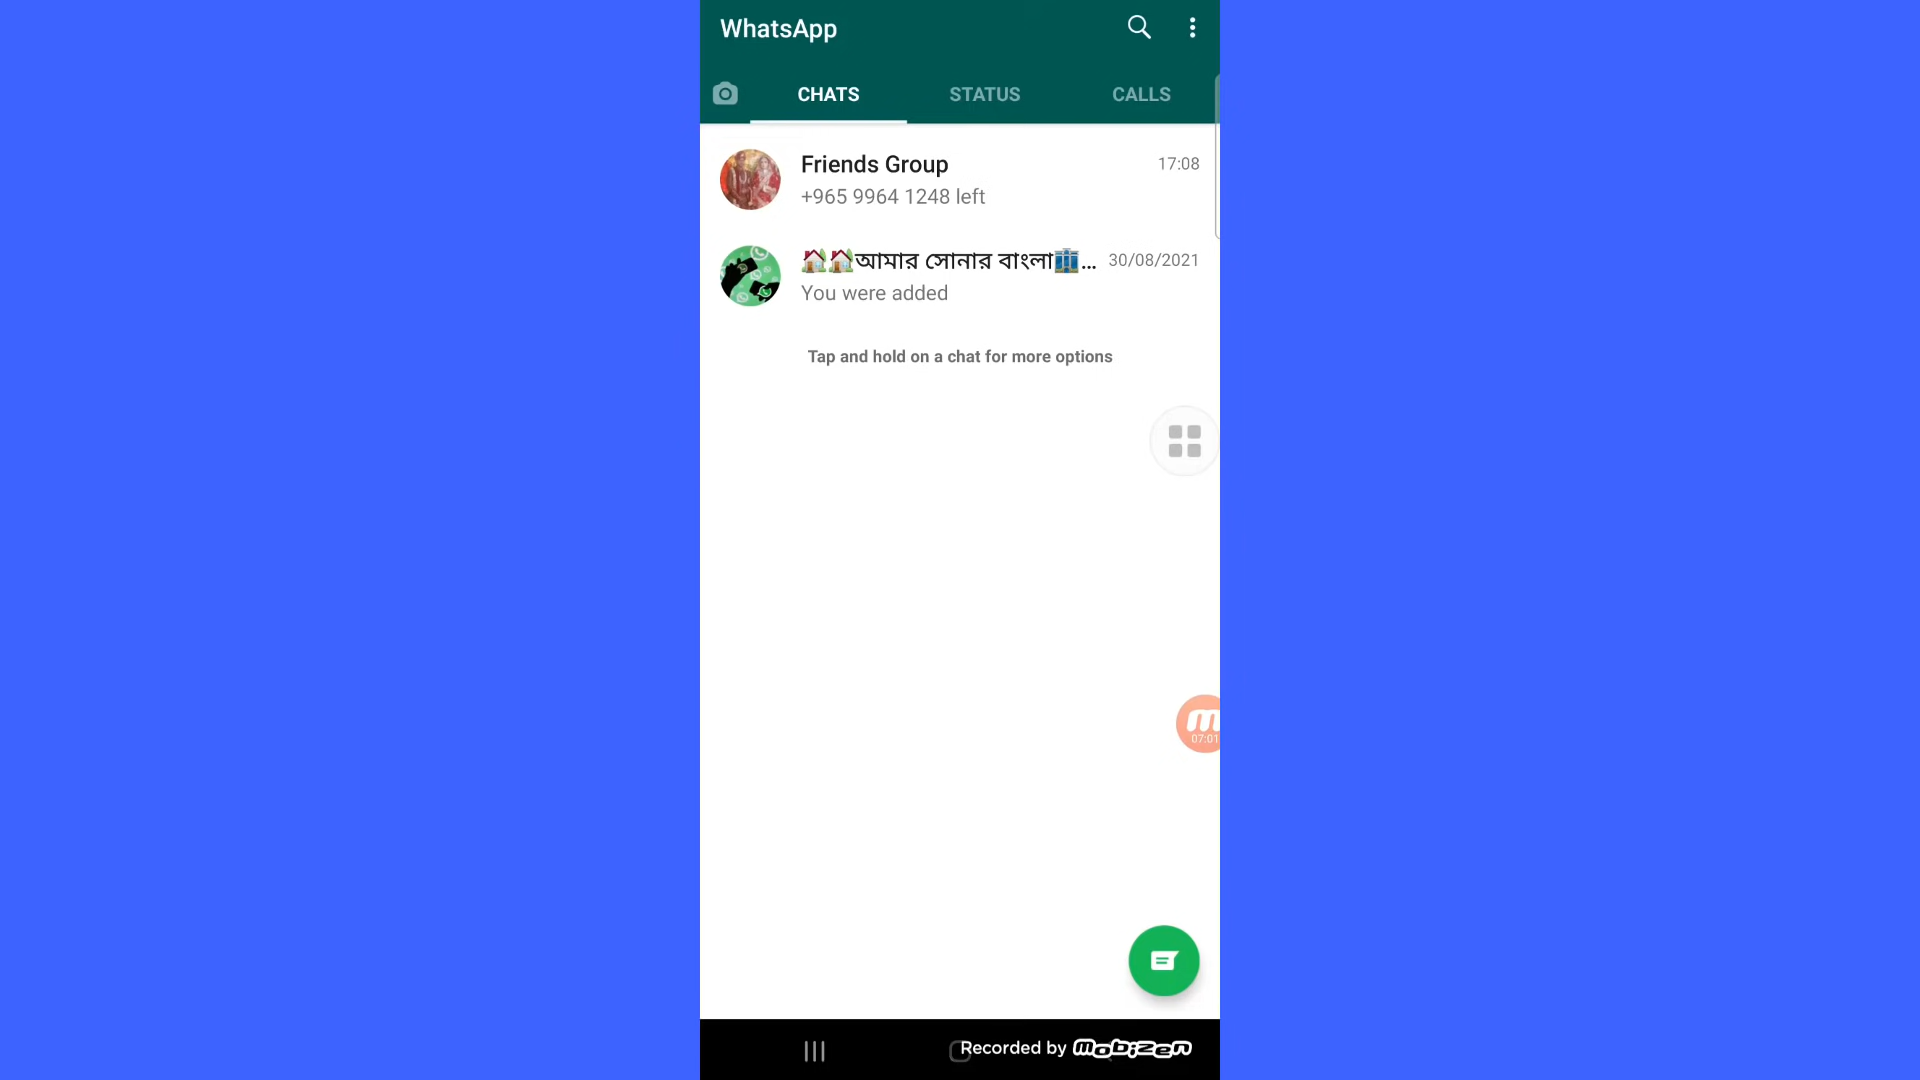 WhatsApp
CHATS STATUS CALLS
Friends Group 17:08
+965 9964 1248 left
🏡🏡আমার সোনার বাংলা🪟... 30/08/2021
You were added
Tap and hold on a chat for more options
m
07:01
Recorded by mobizen